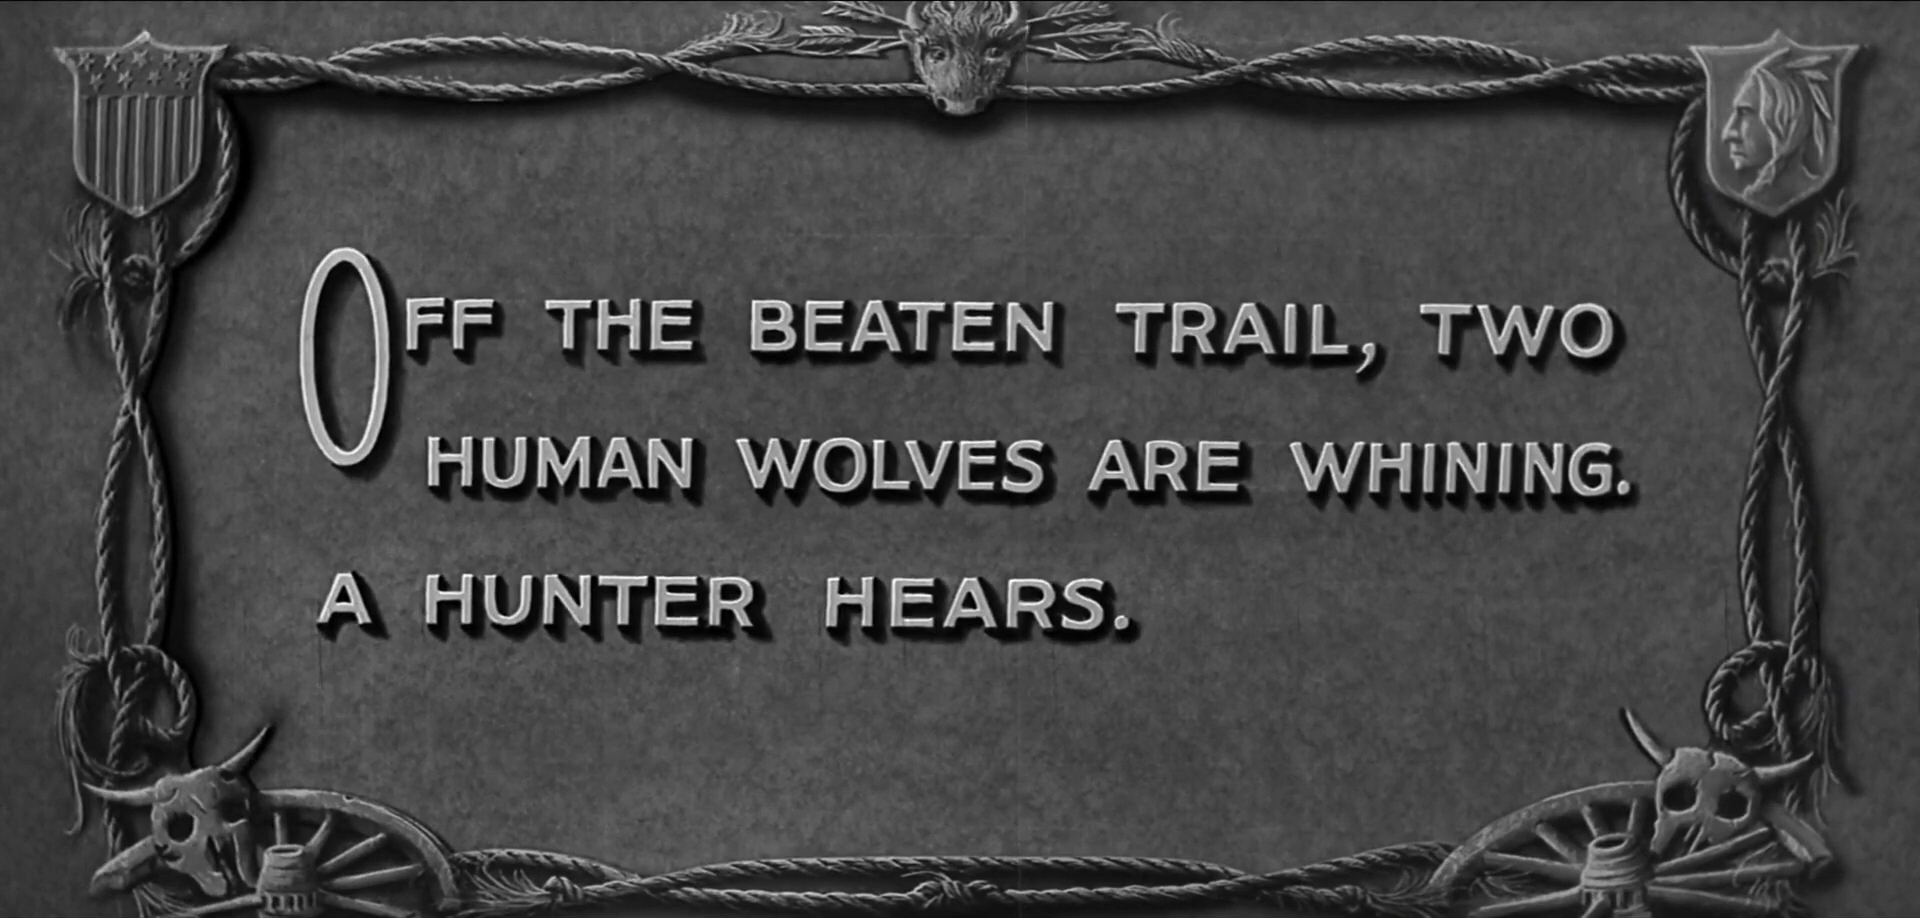 OFF THE BEATEN TRAIL, TWO
HUMAN WOLVES ARE WHINING.
A HUNTER HEARS.